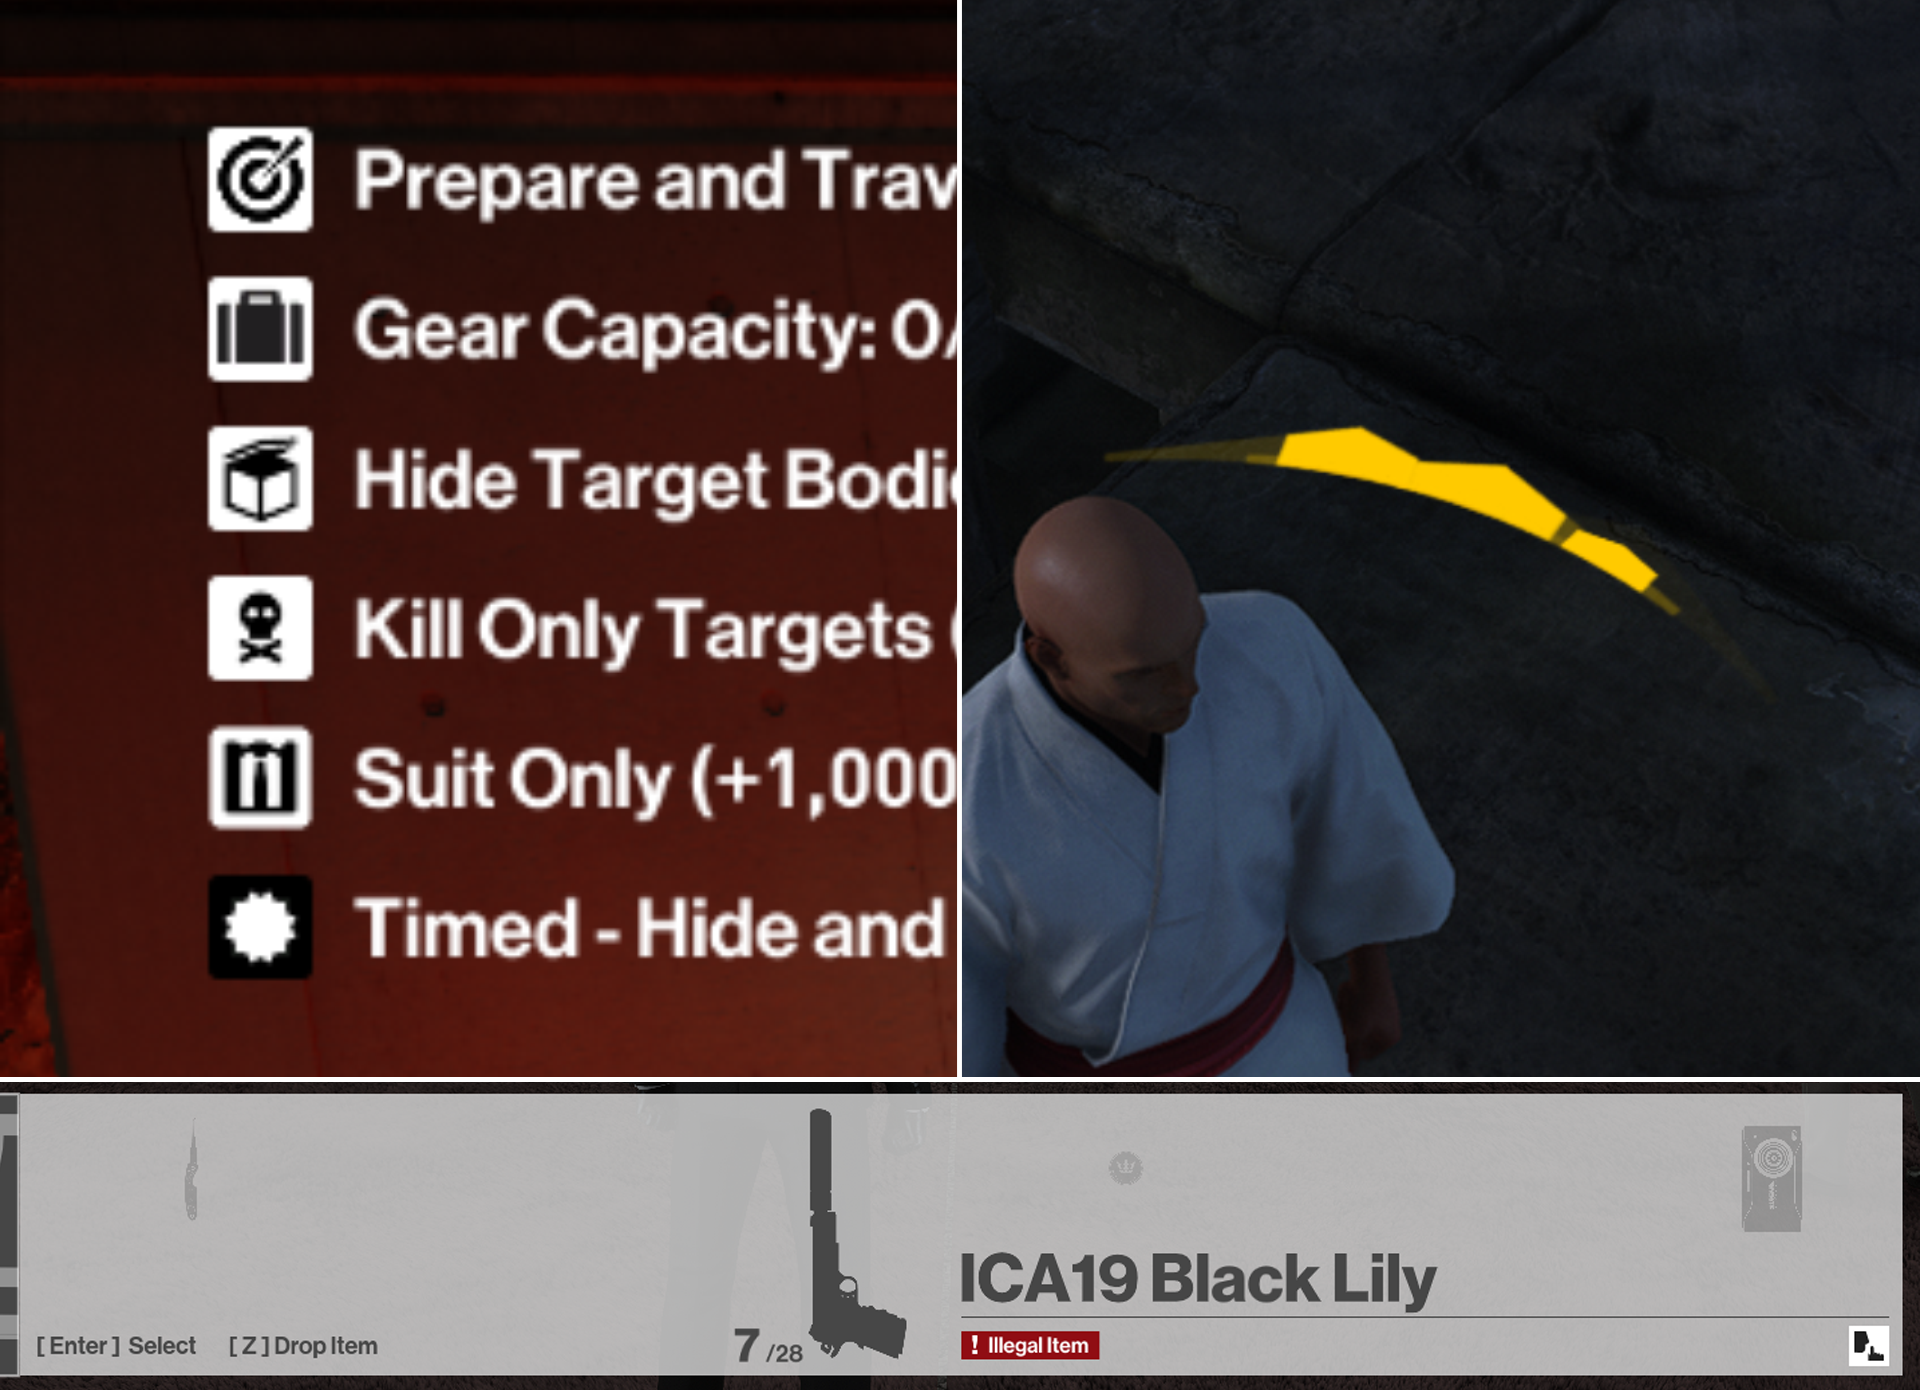 Prepare and Trav
Gear Capacity: 0/
Hide Target Bodie
Kill Only Targets (
Suit Only (+1,000
Timed - Hide and
ICA19 Black Lily
[ Enter ] Select [ Z ] Drop Item
7 /28
! Illegal Item